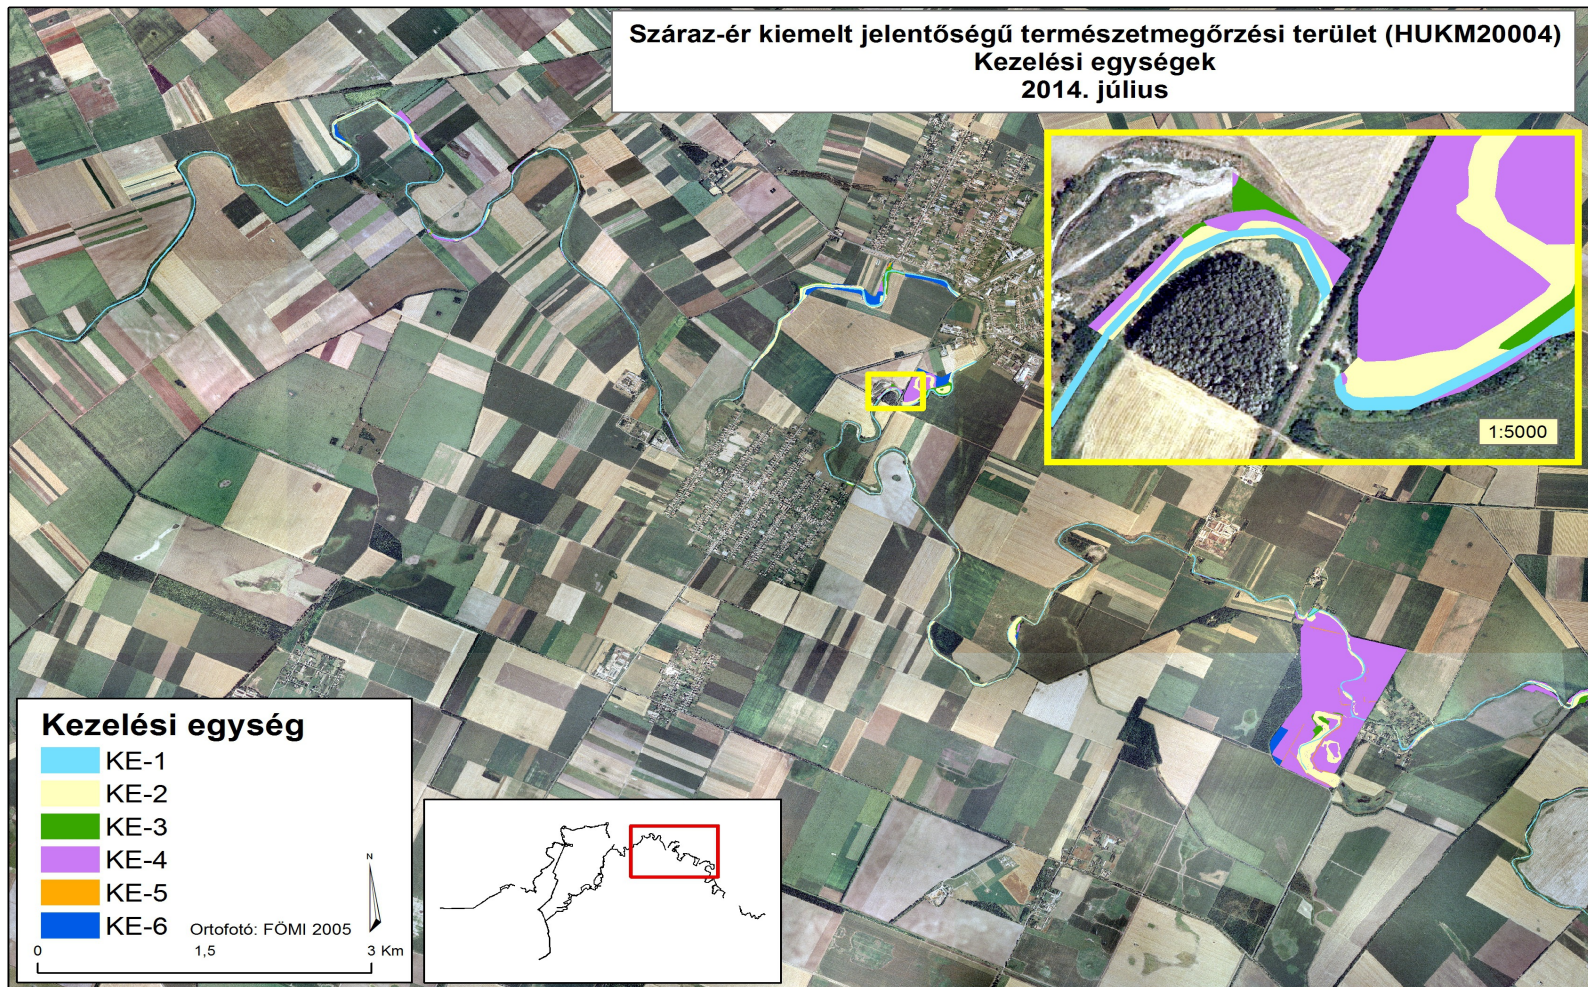 Száraz-ér kiemelt jelentőségű természetmegőrzési terület (HUKM20004)
Kezelési egységek
2014. július
1:5000
Kezelési egység
KE-1
KE-2
KE-3
KE-4
KE-5
KE-6
N
Ortofotó: FÖMI 2005
0 1,5 3 Km